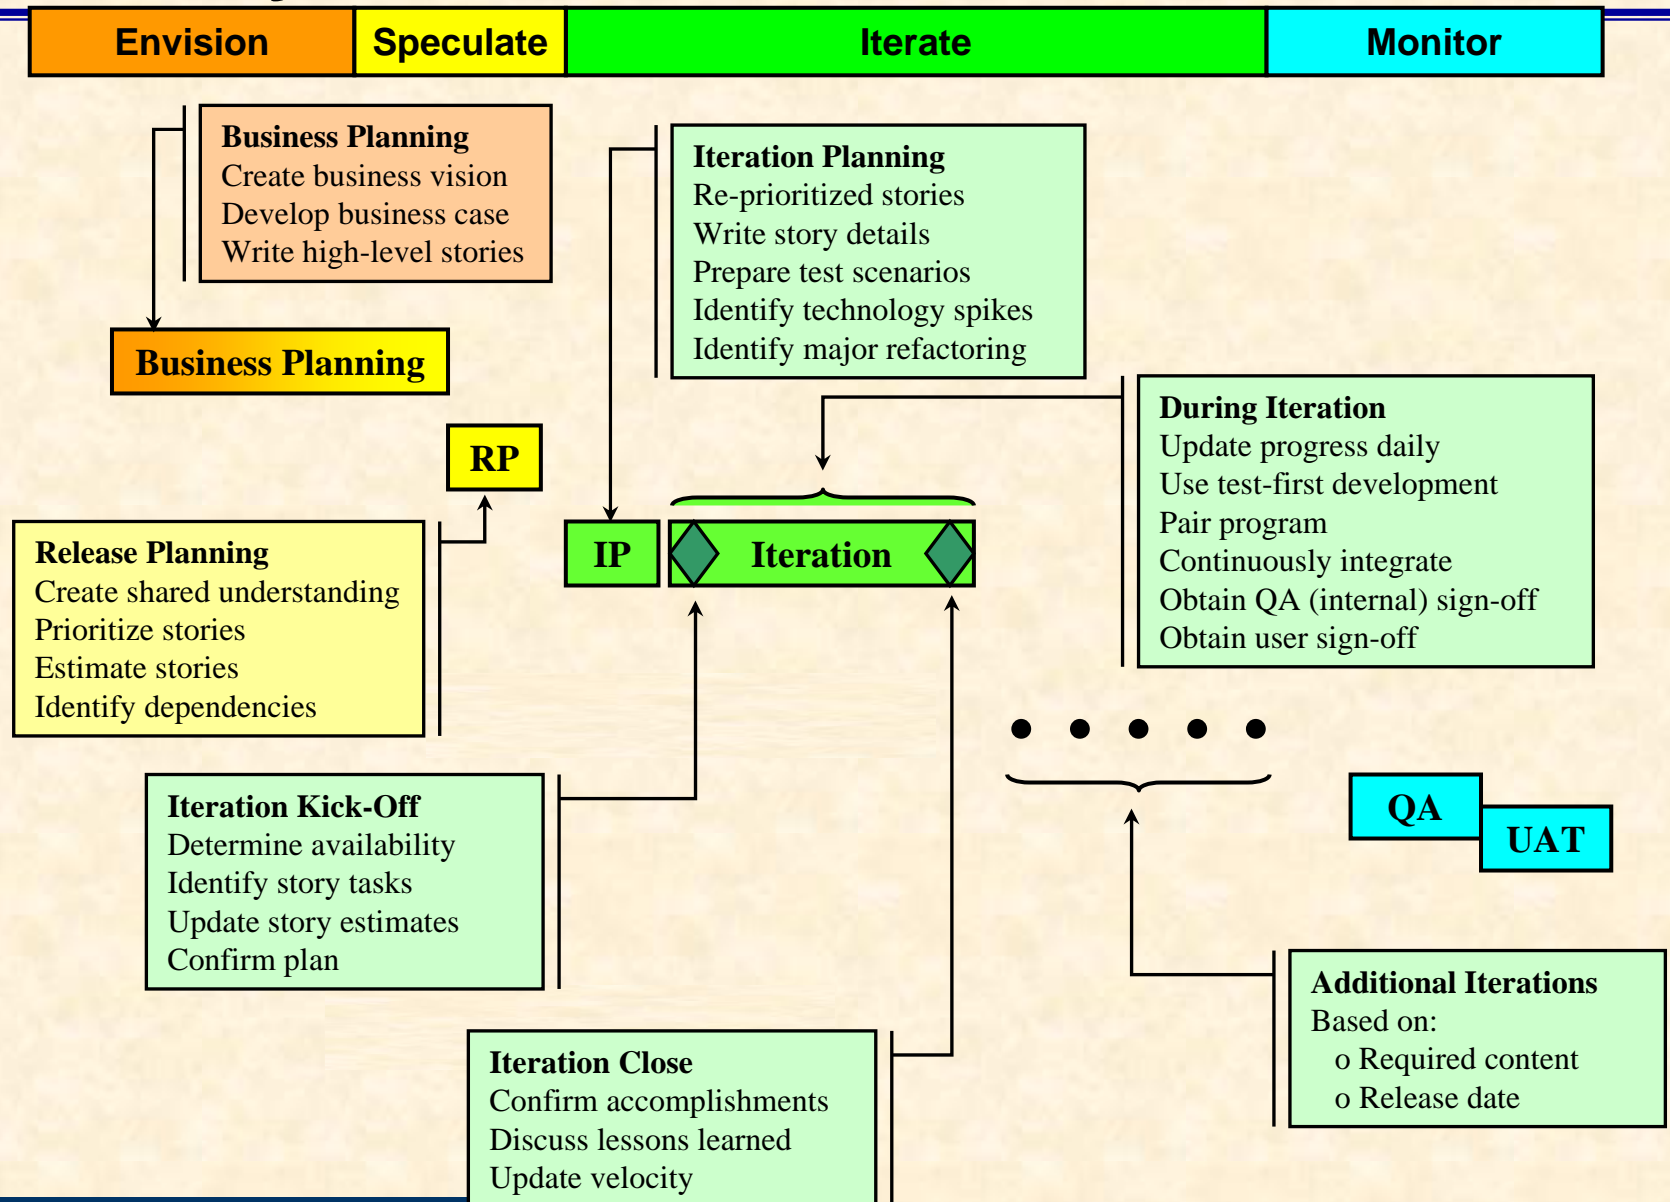 Envision
Speculate
Iterate
Monitor
Business Planning
Create business vision
Develop business case
Write high-level stories
Iteration Planning
Re-prioritized stories
Write story details
Prepare test scenarios
Identify technology spikes
Identify major refactoring
Business Planning
During Iteration
Update progress daily
Use test-first development
Pair program
Continuously integrate
Obtain QA (internal) sign-off
Obtain user sign-off
RP
IP
Iteration
Release Planning
Create shared understanding
Prioritize stories
Estimate stories
Identify dependencies
Iteration Kick-Off
Determine availability
Identify story tasks
Update story estimates
Confirm plan
QA
UAT
Additional Iterations
Based on:
o Required content
o Release date
Iteration Close
Confirm accomplishments
Discuss lessons learned
Update velocity